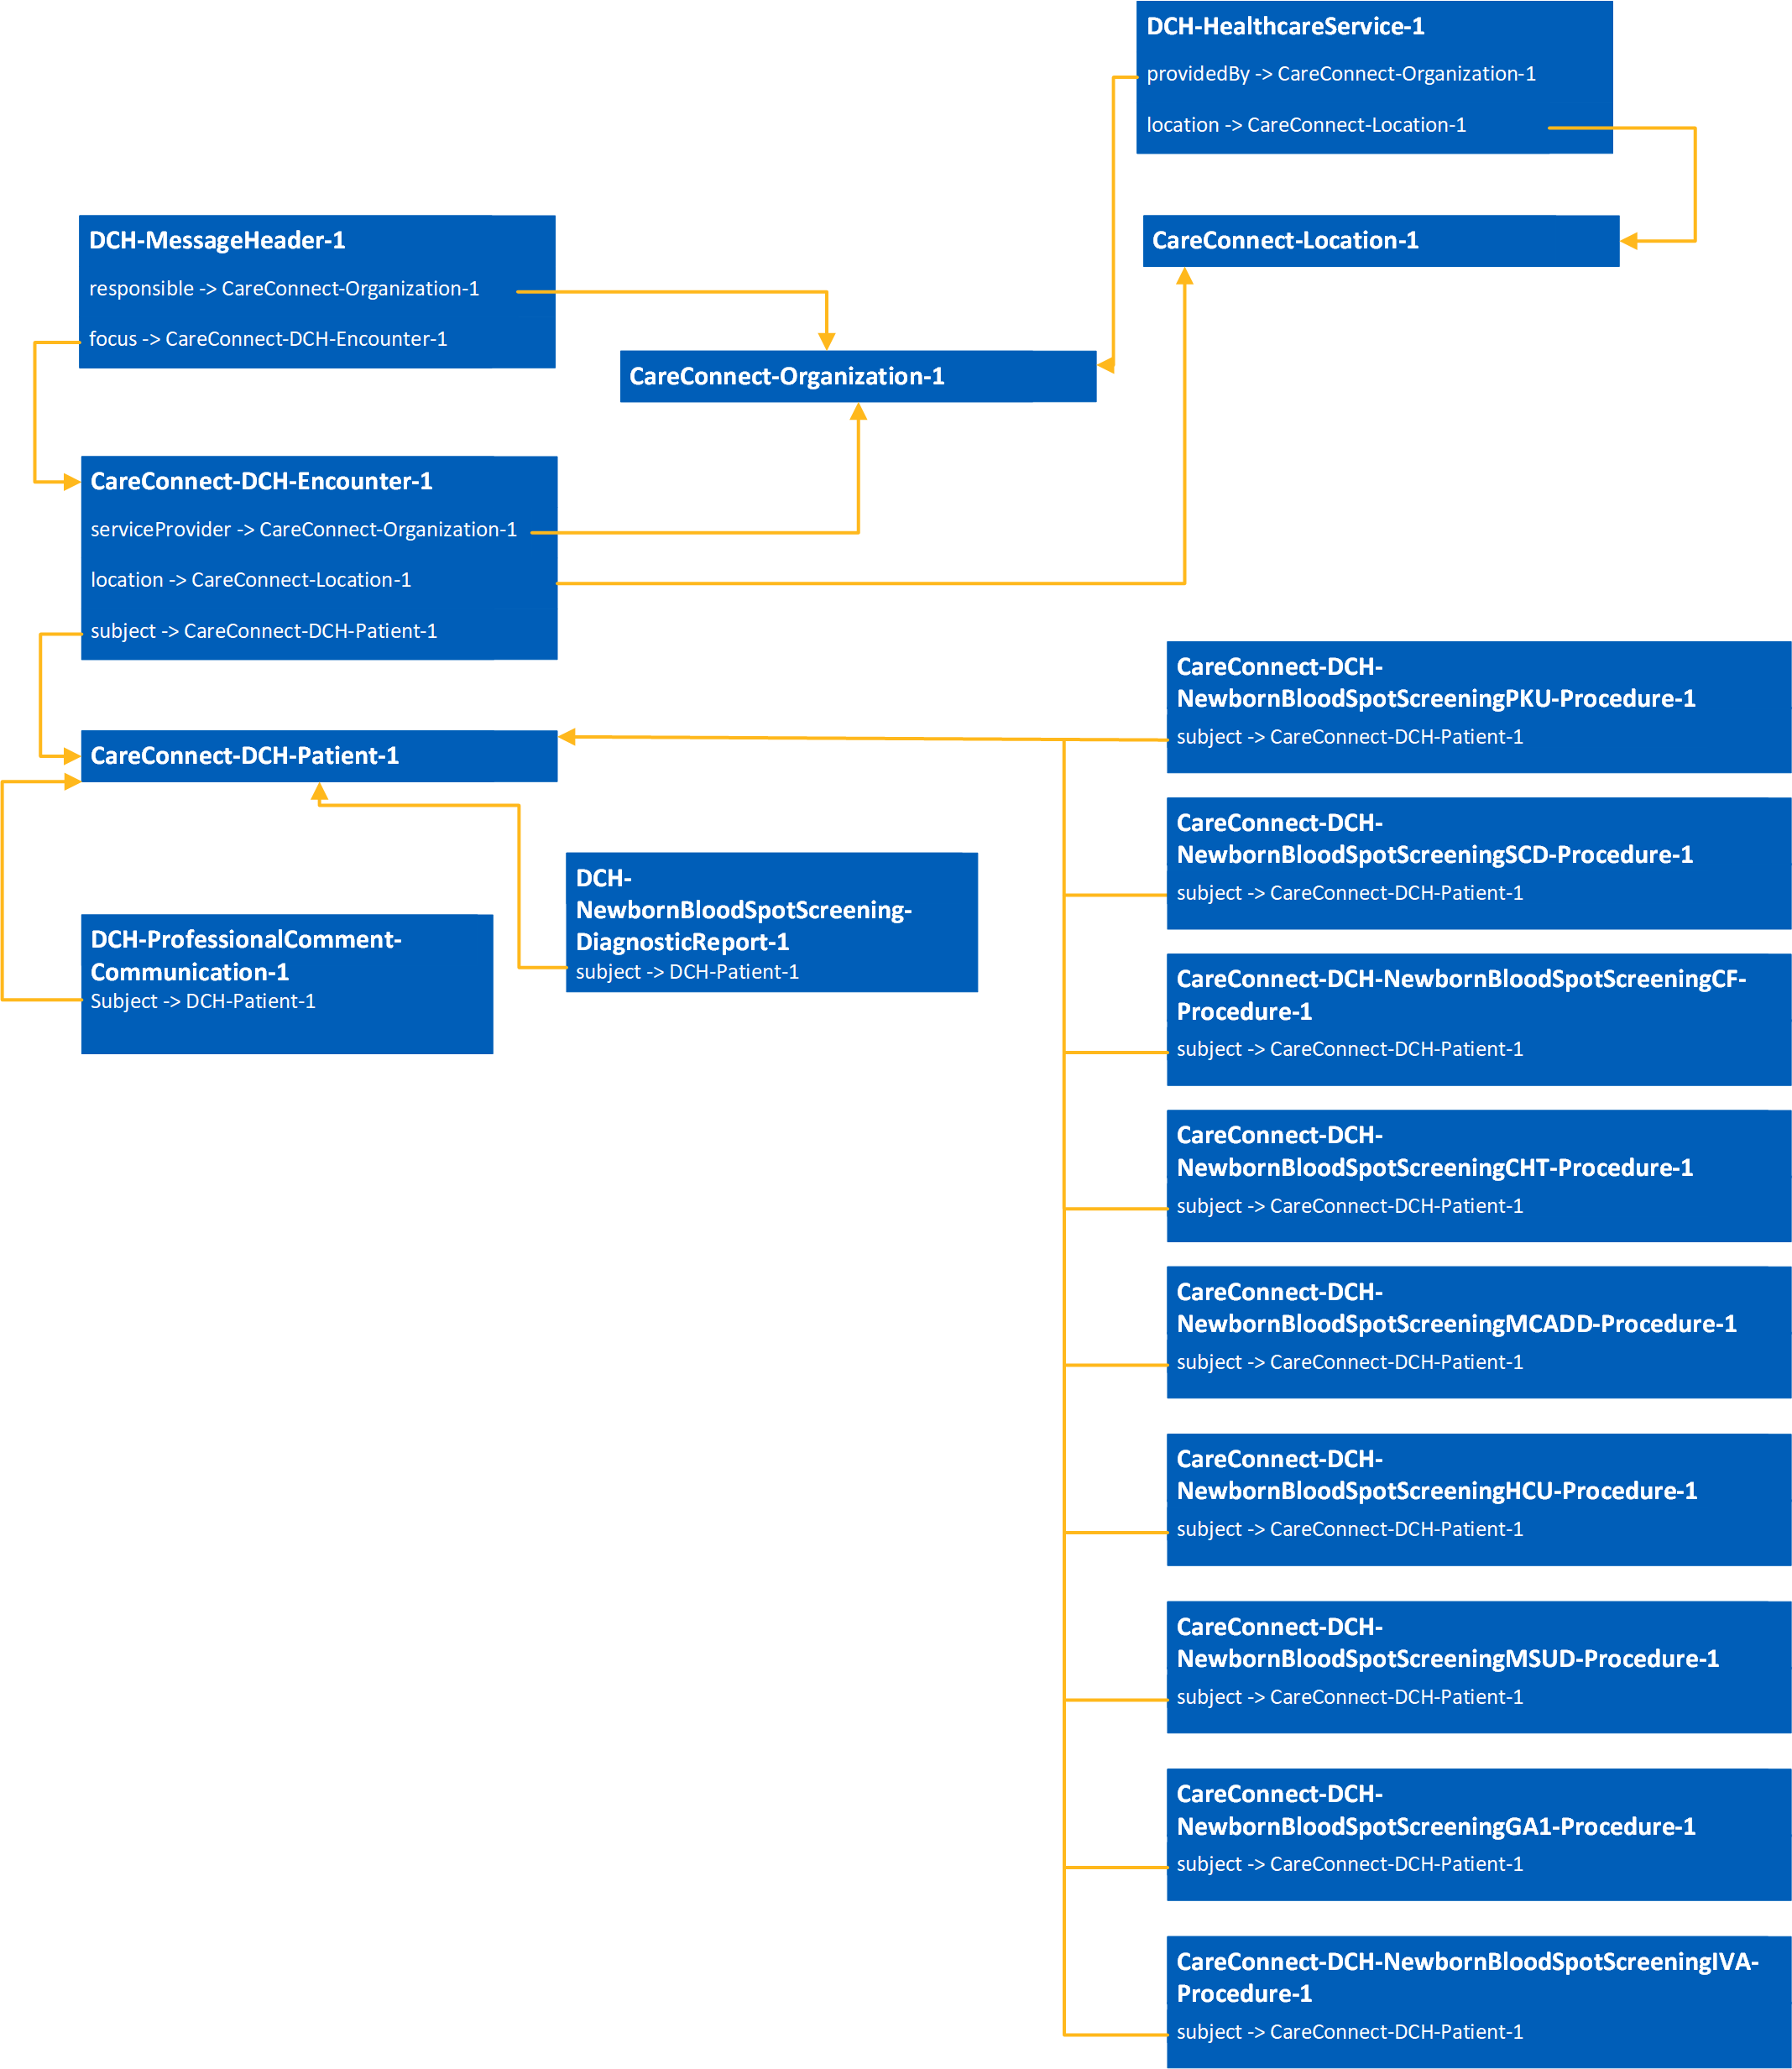 DCH-HealthcareService-1
providedBy -> CareConnect-Organization-1
location -> CareConnect-Location-1
DCH-MessageHeader-1
responsible -> CareConnect-Organization-1
focus -> CareConnect-DCH-Encounter-1
CareConnect-Location-1
CareConnect-Organization-1
CareConnect-DCH-Encounter-1
serviceProvider -> CareConnect-Organization-1
location -> CareConnect-Location-1
subject -> CareConnect-DCH-Patient-1
CareConnect-DCH-Patient-1
DCH-
NewbornBloodSpotScreening-
DiagnosticReport-1
subject -> DCH-Patient-1
DCH-ProfessionalComment-
Communication-1
Subject -> DCH-Patient-1
CareConnect-DCH-
NewbornBloodSpotScreeningPKU-Procedure-1
subject -> CareConnect-DCH-Patient-1
CareConnect-DCH-
NewbornBloodSpotScreeningSCD-Procedure-1
subject -> CareConnect-DCH-Patient-1
CareConnect-DCH-NewbornBloodSpotScreeningCF-
Procedure-1
subject -> CareConnect-DCH-Patient-1
CareConnect-DCH-
NewbornBloodSpotScreeningCHT-Procedure-1
subject -> CareConnect-DCH-Patient-1
CareConnect-DCH-
NewbornBloodSpotScreeningMCADD-Procedure-1
subject -> CareConnect-DCH-Patient-1
CareConnect-DCH-
NewbornBloodSpotScreeningHCU-Procedure-1
subject -> CareConnect-DCH-Patient-1
CareConnect-DCH-
NewbornBloodSpotScreeningMSUD-Procedure-1
subject -> CareConnect-DCH-Patient-1
CareConnect-DCH-
NewbornBloodSpotScreeningGA1-Procedure-1
subject -> CareConnect-DCH-Patient-1
CareConnect-DCH-NewbornBloodSpotScreeningIVA-
Procedure-1
subject -> CareConnect-DCH-Patient-1